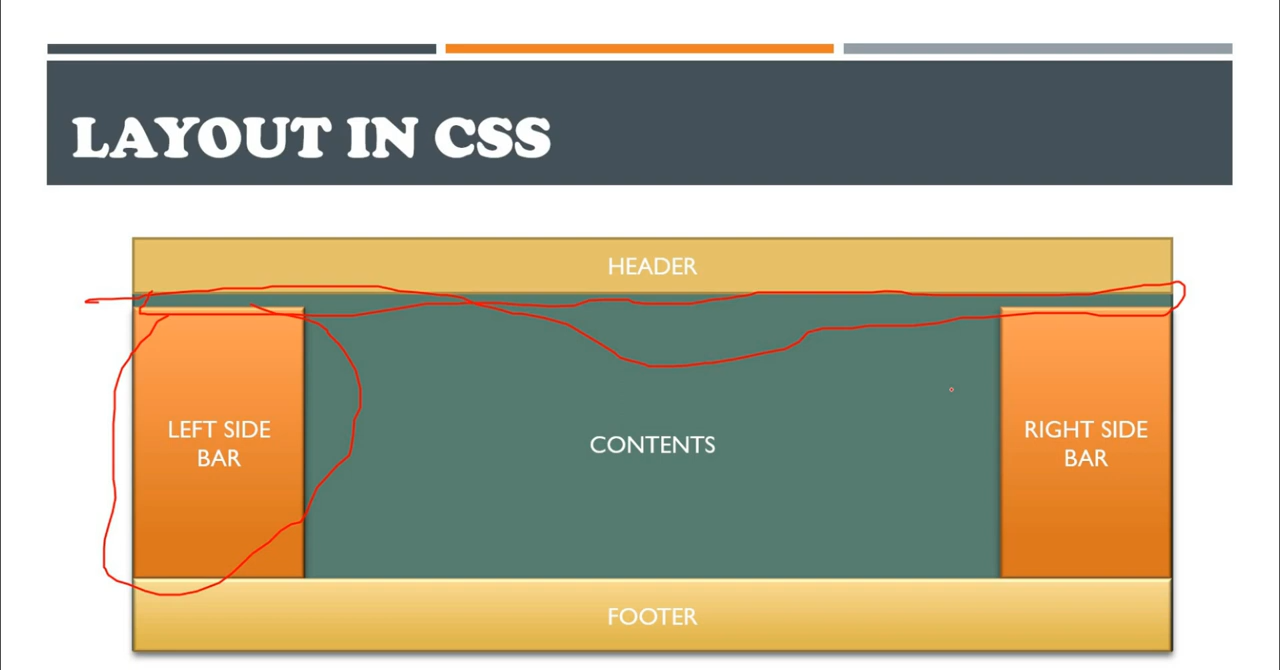 LAYOUT IN CSS
HEADER
LEFT SIDE
BAR
CONTENTS
RIGHT SIDE
BAR
FOOTER